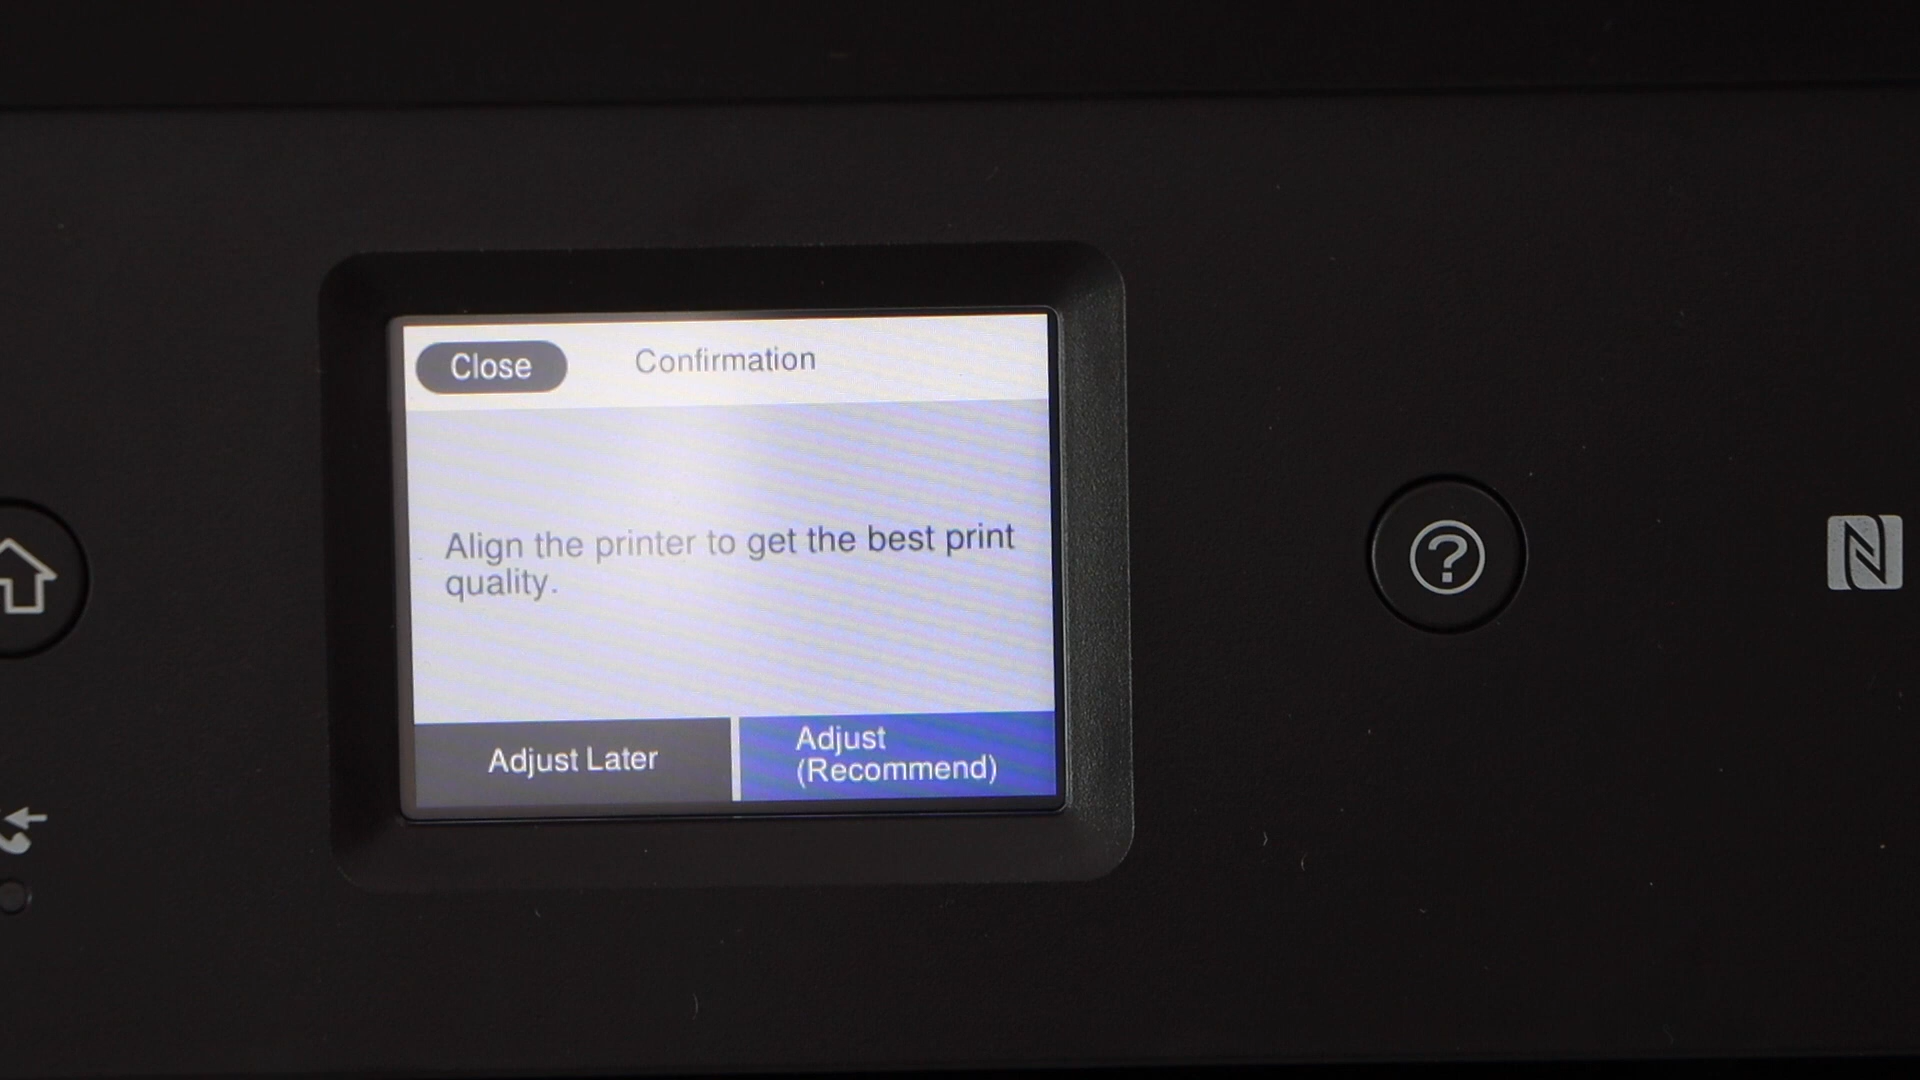 Close
Confirmation
Align the printer to get the best print
quality.
Adjust Later
Adjust
(Recommend)
?